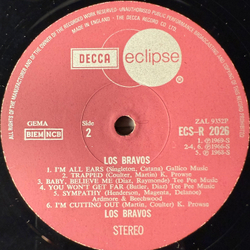 MANUFACTURER AND OF THE OWNER OF THE RECORDED WORK RESERVED · UNAUTHORISED PUBLIC PERFORMANCE BROADCASTING AND COPYING OF THIS RECORD PROHIBITED
ALL RIGHTS OF THE
MADE IN ENGLAND · THE DECCA RECORD CO. LTD.
DECCA eclipse
LOS BRAVOS
GEMA
BIEM NCB
Side
2
ZAL 9352P
ECS-R 2026
1. I'M ALL EARS (Singleton, Catana) Gallico Music
2. TRAPPED (Coulter, Martin) K. Prowse
3. BABY, BELIEVE ME (Diaz, Raymonde) Tee Pee Music
4. YOU WON'T GET FAR (Butler, Diaz) Tee Pee Music
5. SYMPATHY (Henderson, Magenta, Dalston)
Ardmore & Beechwood
6. I'M CUTTING OUT (Martin, Coulter) K. Prowse
LOS BRAVOS
STEREO